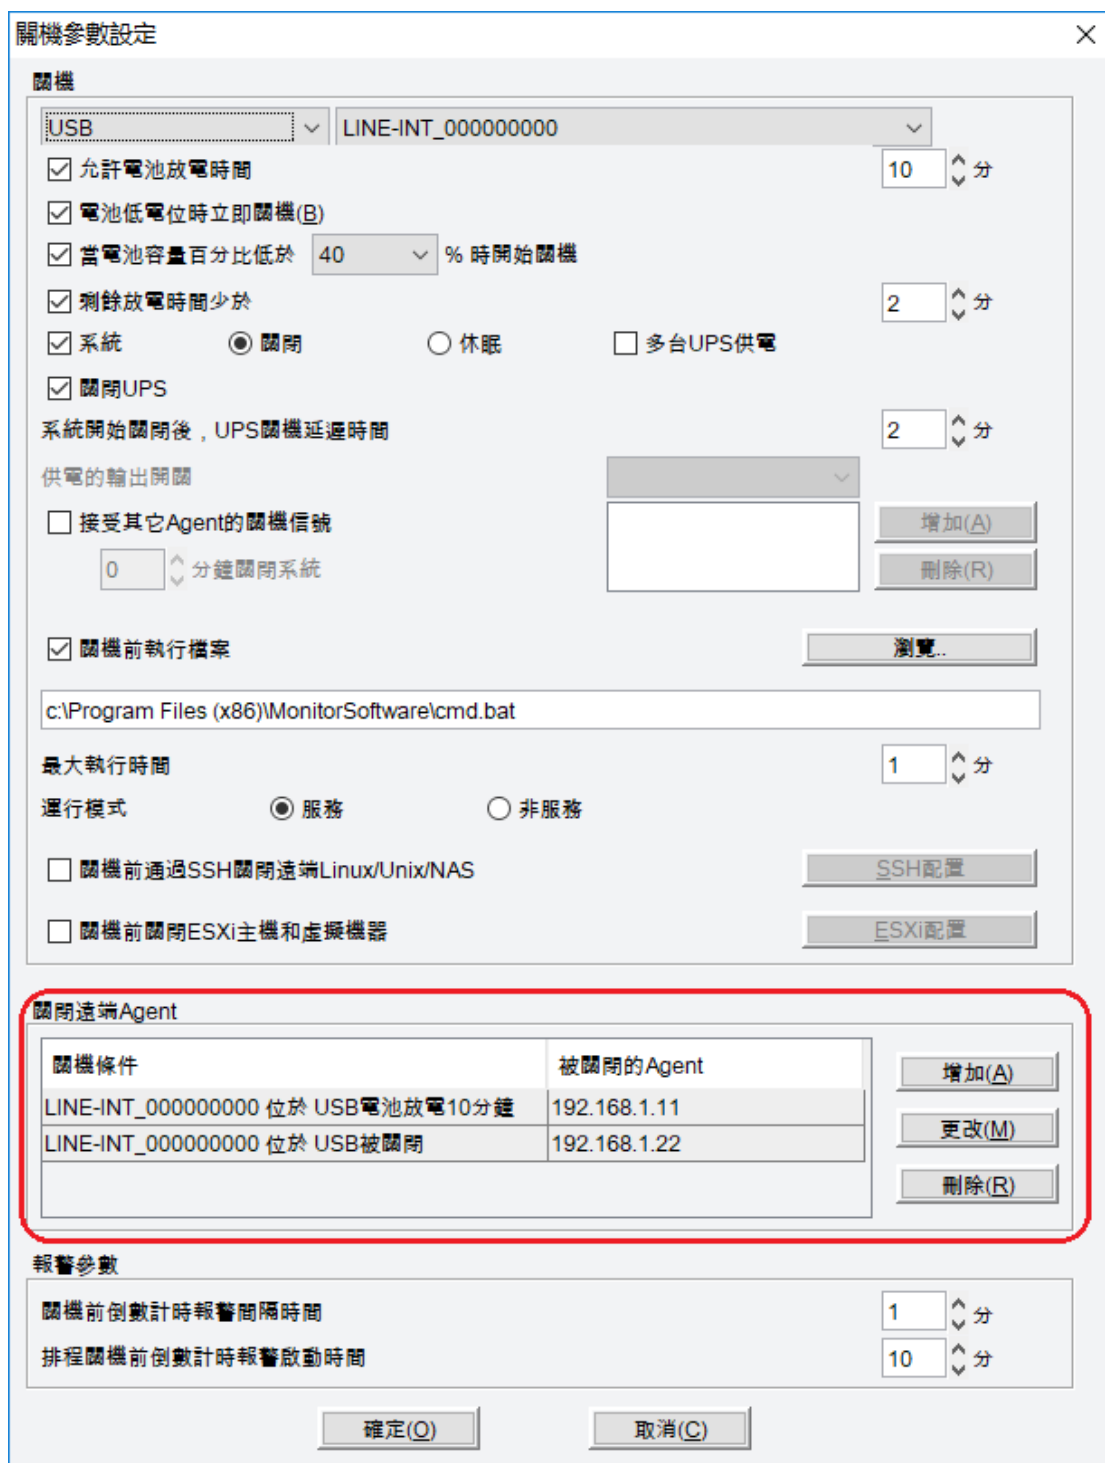 關機參數設定
關機
USB LINE-INT_000000000
允許電池放電時間 10 分
電池低電位時立即關機(B)
當電池容量百分比低於 40 % 時開始關機
剩餘放電時間少於 2 分
系統 關閉 休眠 多台UPS供電
關閉UPS
系統開始關閉後，UPS關機延遲時間 2 分
供電的輸出開關
接受其它Agent的關機信號 增加(A)
0 分鐘關閉系統 刪除(R)
關機前執行檔案 瀏覽..
c:\Program Files (x86)\MonitorSoftware\cmd.bat
最大執行時間 1 分
運行模式 服務 非服務
關機前通過SSH關閉遠端Linux/Unix/NAS SSH配置
關機前關閉ESXi主機和虛擬機器 ESXi配置
關閉遠端Agent
關機條件 被關閉的Agent 增加(A)
LINE-INT_000000000 位於 USB電池放電10分鐘 192.168.1.11
LINE-INT_000000000 位於 USB被關閉 192.168.1.22
更改(M)
刪除(R)
報警參數
關機前倒數計時報警間隔時間 1 分
排程關機前倒數計時報警啟動時間 10 分
確定(O) 取消(C)